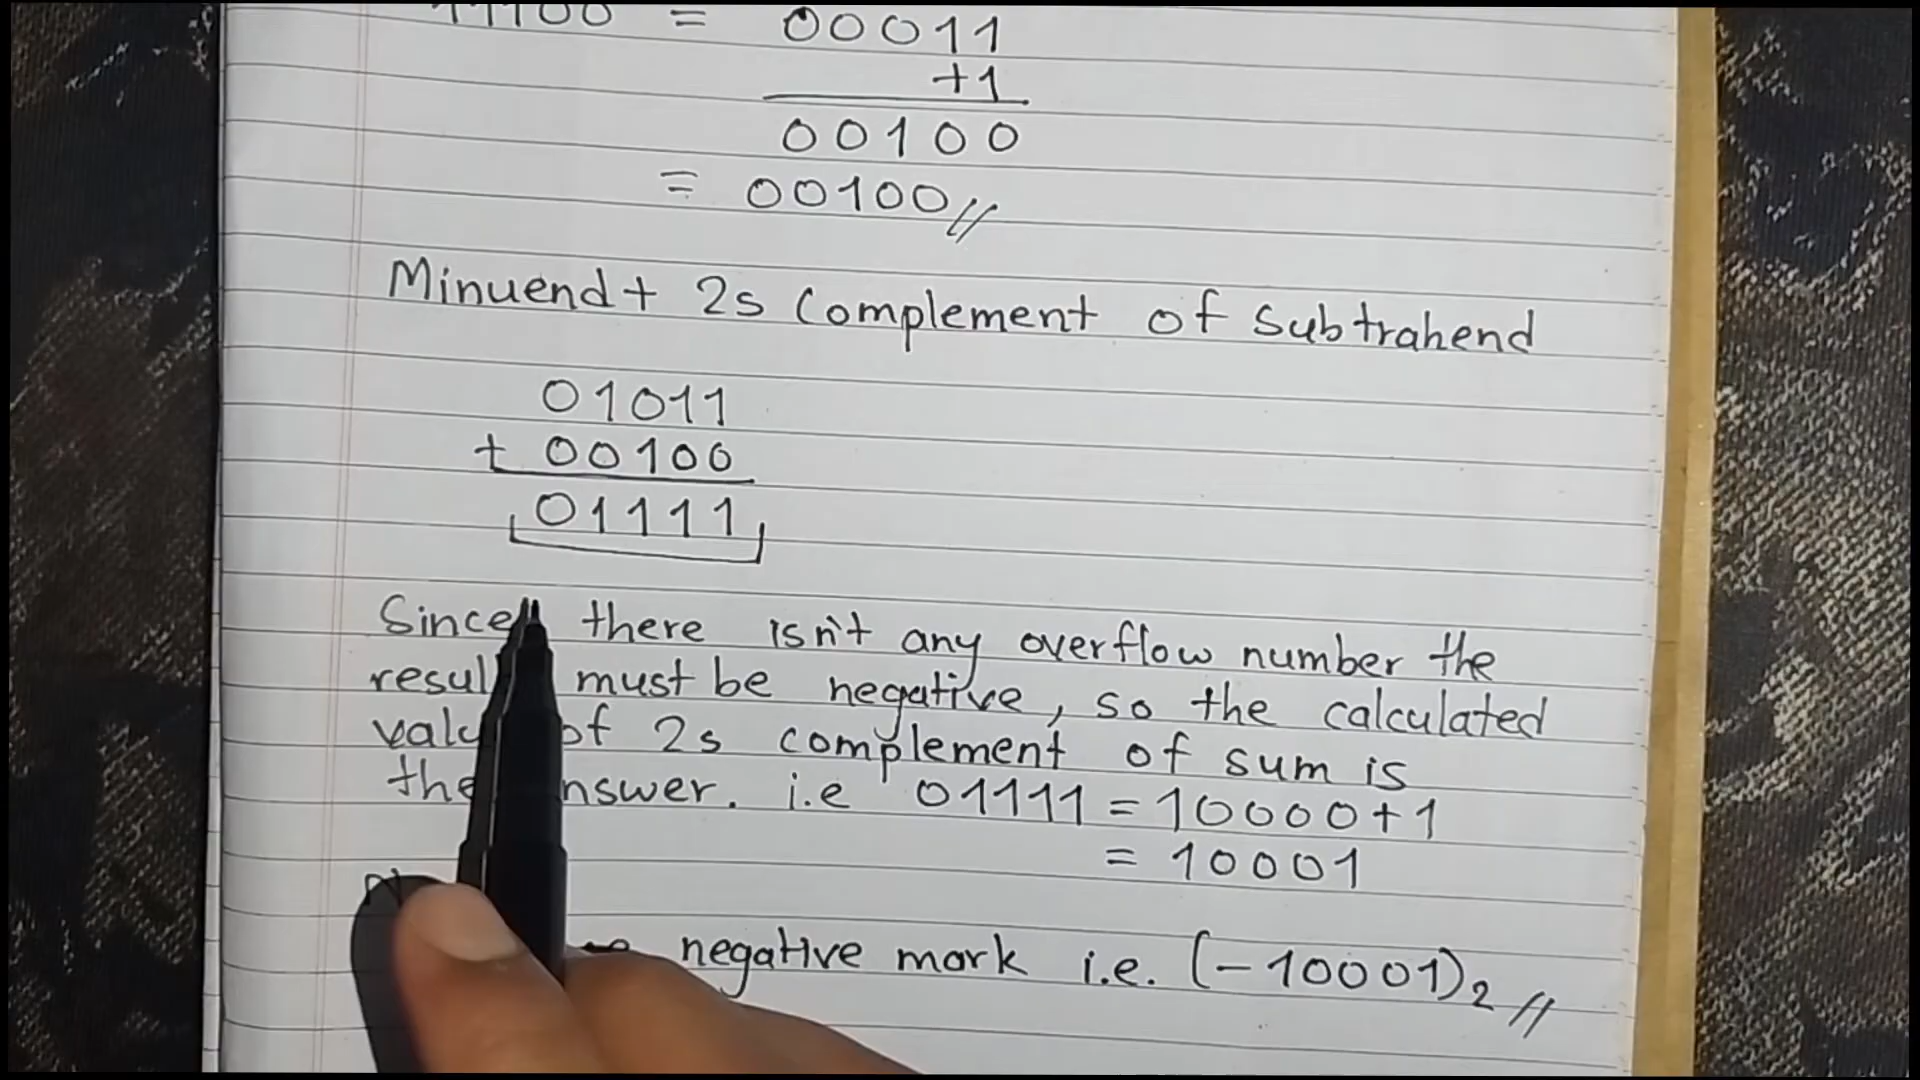 11100 = 00011
+1
00100
= 00100//
Minuend + 2s Complement of Subtrahend
01011
+ 00100
01111
Since there isn't any overflow number the
must be negative, so the calculated
of 2s complement of sum is
the i.e 01111 = 10000+1
= 10001
negative mark i.e. (-10001)2//